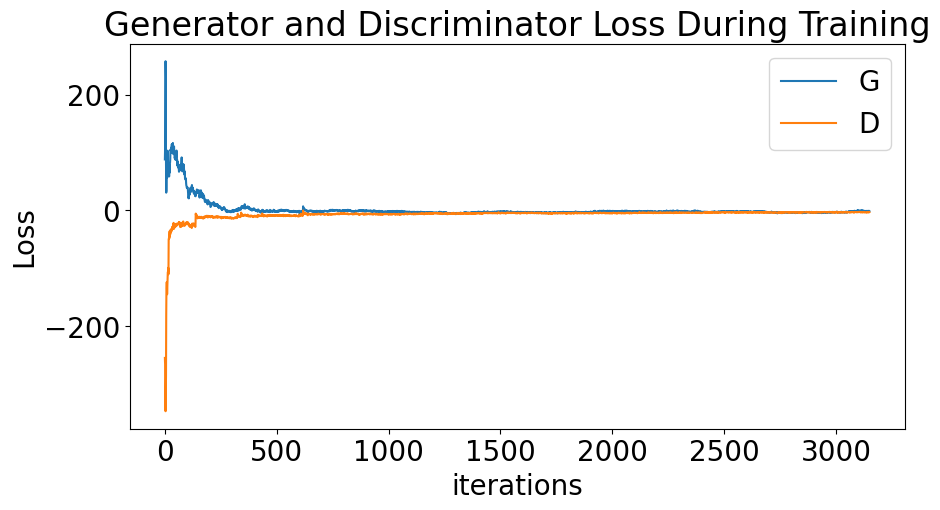 Generator and Discriminator Loss During Training
G
D
200
0
−200
Loss
0 500 1000 1500 2000 2500 3000
iterations